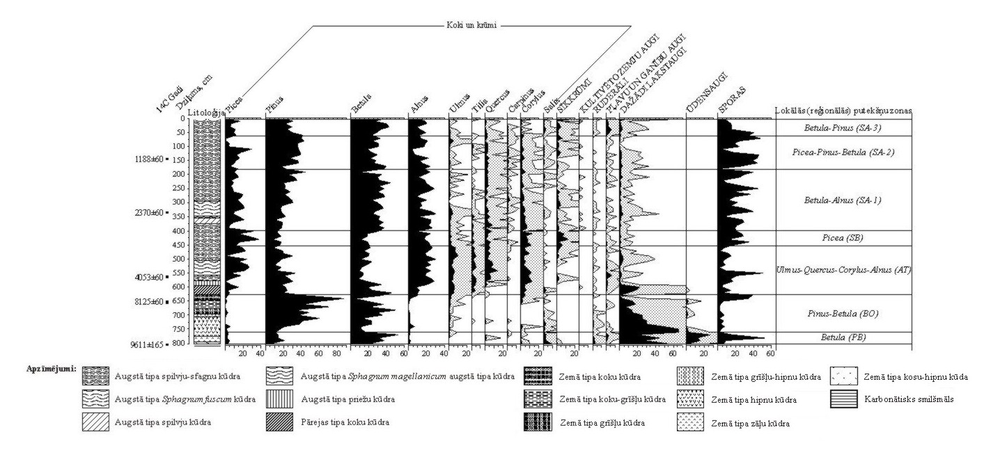 Koki un krūmi
14C Gadi
Dziļums, cm
Litoloģija
Picea
Pinus
Betula
Alnus
Ulmus
Tilia
Quercus
Carpinus
Corylus
Salix
SĪKKRŪMI
KULTIVĒTO ZEMJU AUGI
RUDERĀLI
PĻAVU UN GANĪBU AUGI
DAŽĀDI LAKSTAUGI
ŪDENSAUGI
SPORAS
Lokālās (reģionālās) putekšņu zonas
0
50
100
150
200
250
300
350
400
450
500
550
600
650
700
750
800
1188±60
2370±60
4053±60
8125±60
9611±165
Betula-Pinus (SA-3)
Picea-Pinus-Betula (SA-2)
Betula-Alnus (SA-1)
Picea (SB)
Ulmus-Quercus-Corylus-Alnus (AT)
Pinus-Betula (BO)
Betula (PB)
20 40 20 40 60 80 20 40 60 20 40 20 20 20 20 20 20 40 60 20 20 40 60
Apzīmējumi:
Augstā tipa spilvju-sfagnu kūdra
Augstā tipa Sphagnum fuscum kūdra
Augstā tipa spilvju kūdra
Augstā tipa Sphagnum magellanicum augstā tipa kūdra
Augstā tipa priežu kūdra
Pārejas tipa koku kūdra
Zemā tipa koku kūdra
Zemā tipa koku-grīšļu kūdra
Zemā tipa grīšļu kūdra
Zemā tipa grīšļu-hipnu kūdra
Zemā tipa hipnu kūdra
Zemā tipa zāļu kūdra
Zemā tipa kosu-hipnu kūda
Karbonātisks smilšmāls